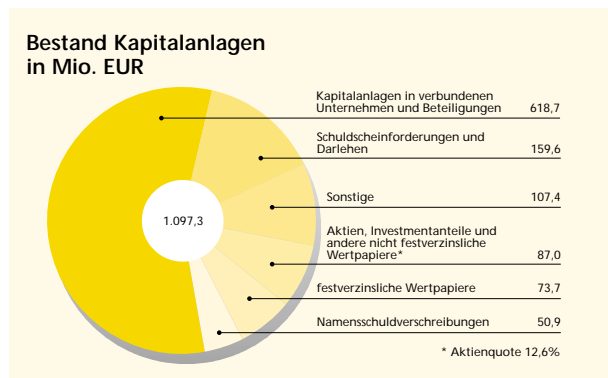 Bestand Kapitalanlagen
in Mio. EUR
Kapitalanlagen in verbundenen
Unternehmen und Beteiligungen 618,7
Schuldscheinforderungen und
Darlehen 159,6
Sonstige 107,4
Aktien, Investmentanteile und
andere nicht festverzinsliche
Wertpapiere* 87,0
festverzinsliche Wertpapiere 73,7
Namensschuldverschreibungen 50,9
1.097,3
* Aktienquote 12,6%